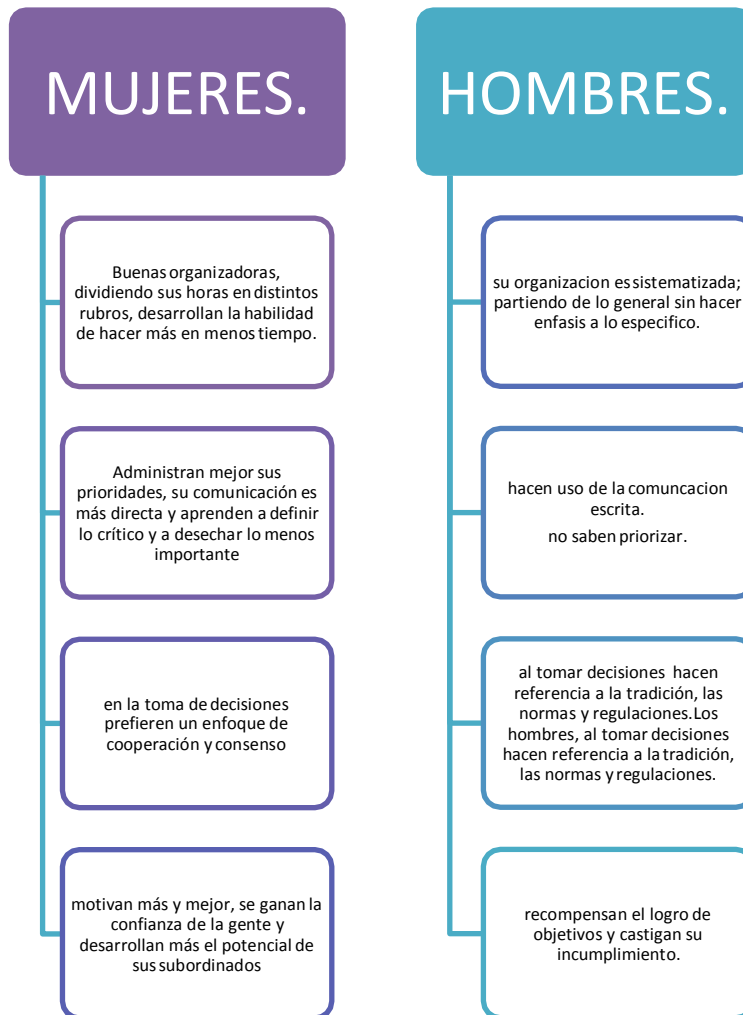 MUJERES.
Buenas organizadoras,
dividiendo sus horas en distintos
rubros, desarrollan la habilidad
de hacer más en menos tiempo.
Administran mejor sus
prioridades, su comunicación es
más directa y aprenden a definir
lo crítico y a desechar lo menos
importante
en la toma de decisiones
prefieren un enfoque de
cooperación y consenso
motivan más y mejor, se ganan la
confianza de la gente y
desarrollan más el potencial de
sus subordinados
HOMBRES.
su organizacion es sistematizada;
partiendo de lo general sin hacer
enfasis a lo especifico.
hacen uso de la comuncacion
escrita.
no saben priorizar.
al tomar decisiones hacen
referencia a la tradición, las
normas y regulaciones.Los
hombres, al tomar decisiones
hacen referencia a la tradición,
las normas y regulaciones.
recompensan el logro de
objetivos y castigan su
incumplimiento.